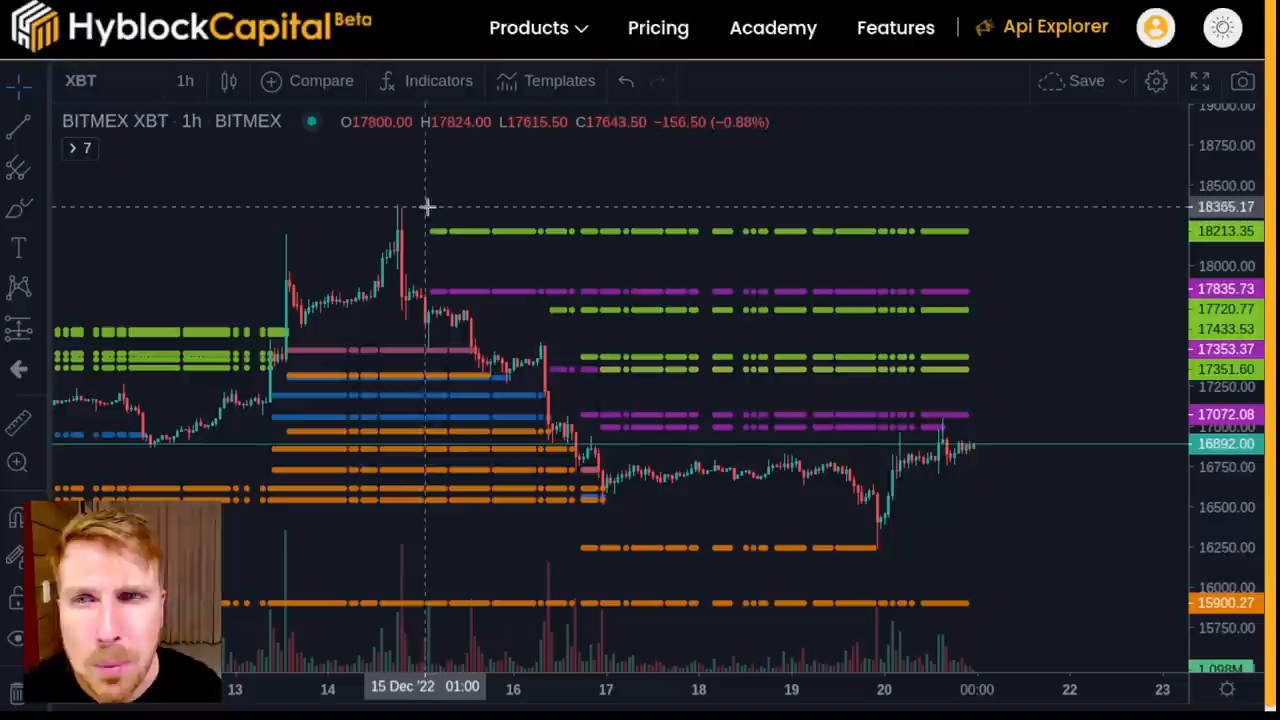 HyblockCapital Beta
Products
Pricing
Academy
Features
Api Explorer
XBT
1h
Compare
Indicators
Templates
Save
BITMEX XBT · 1h · BITMEX
O17800.00 H17824.00 L17615.50 C17643.50 −156.50 (−0.88%)
7
19000.00
18750.00
18500.00
18365.17
18213.35
18000.00
17835.73
17720.77
17433.53
17353.37
17351.60
17250.00
17072.08
17000.00
16892.00
16750.00
16500.00
16250.00
16000.00
15900.27
15750.00
1.098M
13
14
15 Dec '22 01:00
16
17
18
19
20
00:00
22
23